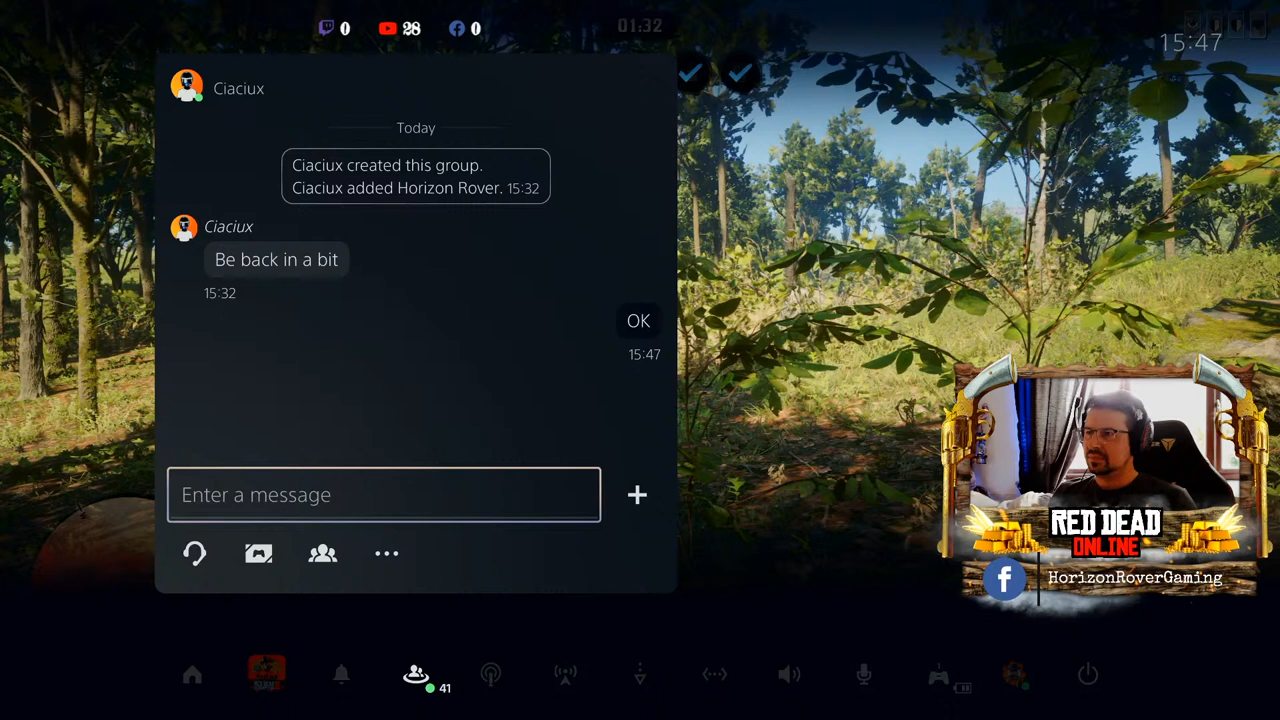 0 28 0
01:32
15:47
Ciaciux
Today
Ciaciux created this group.
Ciaciux added Horizon Rover. 15:32
Ciaciux
Be back in a bit
15:32
OK
15:47
Enter a message
RED DEAD
ONLINE
f HorizonRoverGaming
41